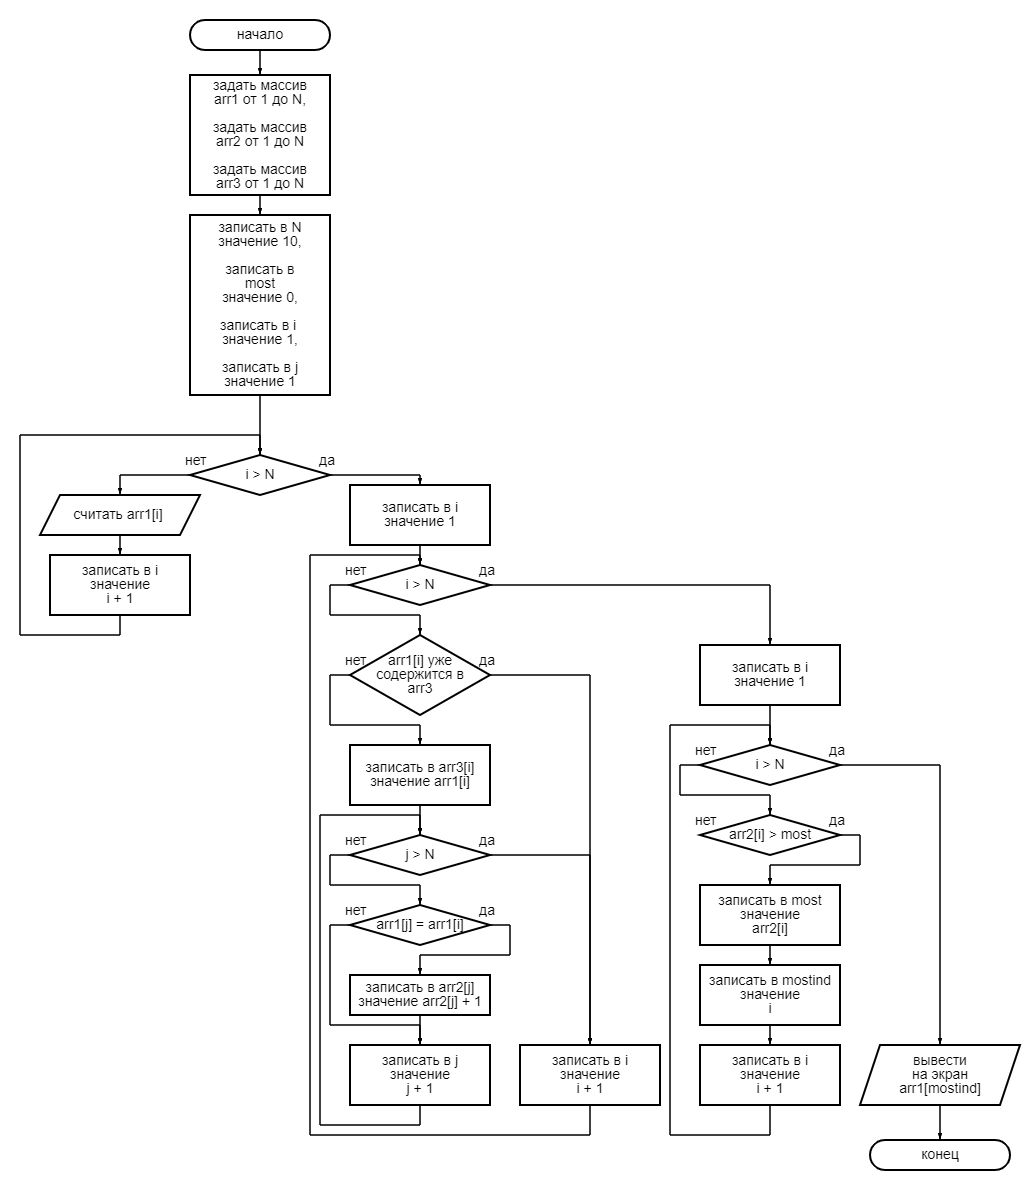 начало
задать массив
arr1 от 1 до N,
задать массив
arr2 от 1 до N
задать массив
arr3 от 1 до N
записать в N
значение 10,
записать в
most
значение 0,
записать в i
значение 1,
записать в j
значение 1
нет
i > N
да
считать arr1[i]
записать в i
значение
i + 1
записать в i
значение 1
нет
i > N
да
нет
arr1[i] уже
содержится в
arr3
да
записать в arr3[i]
значение arr1[i]
нет
j > N
да
нет
arr1[j] = arr1[i]
да
записать в arr2[j]
значение arr2[j] + 1
записать в j
значение
j + 1
записать в i
значение
i + 1
записать в i
значение 1
нет
i > N
да
нет
arr2[i] > most
да
записать в most
значение
arr2[i]
записать в mostind
значение
i
записать в i
значение
i + 1
вывести
на экран
arr1[mostind]
конец